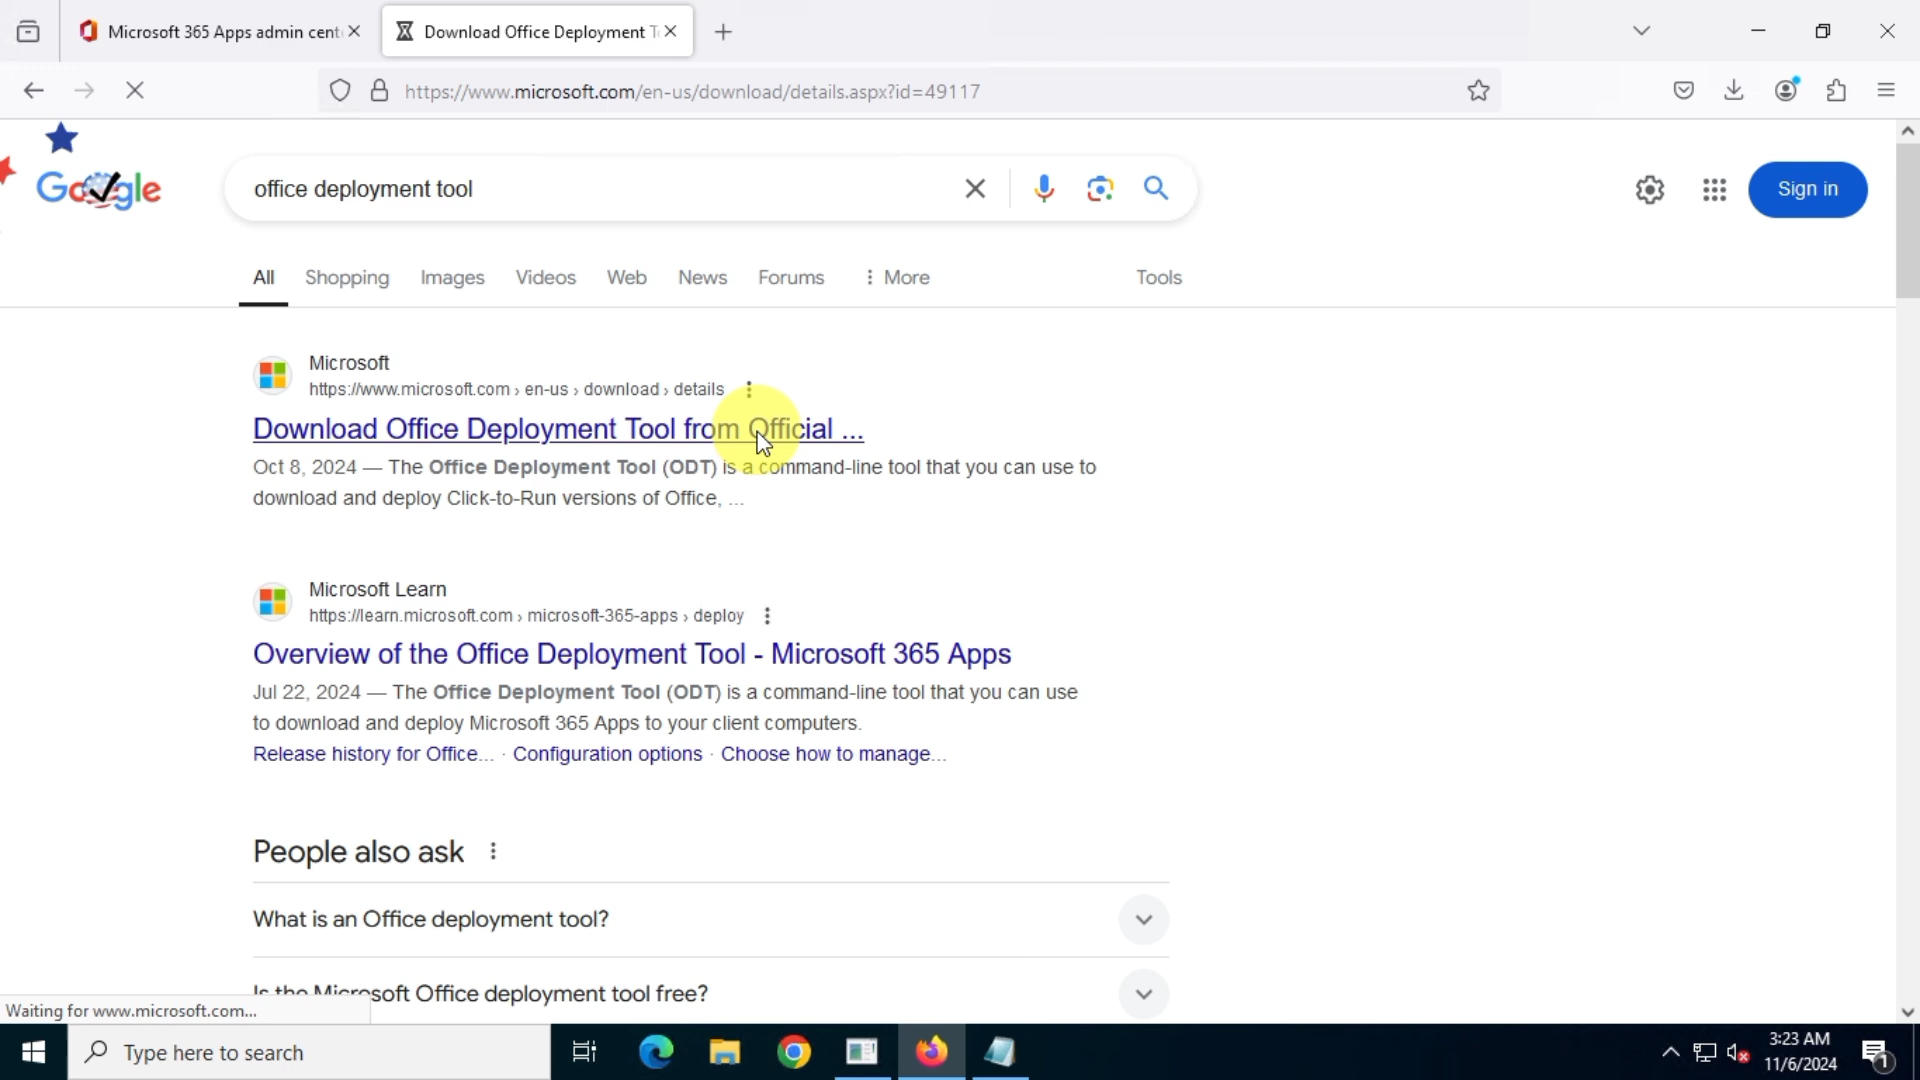 Microsoft 365 Apps admin cent
Download Office Deployment T
https://www.microsoft.com/en-us/download/details.aspx?id=49117
Google
office deployment tool
Sign in
All
Shopping
Images
Videos
Web
News
Forums
More
Tools
Microsoft
https://www.microsoft.com › en-us › download › details
Download Office Deployment Tool from Official ...
Oct 8, 2024 — The Office Deployment Tool (ODT) is a command-line tool that you can use to
download and deploy Click-to-Run versions of Office, ...
Microsoft Learn
https://learn.microsoft.com › microsoft-365-apps › deploy
Overview of the Office Deployment Tool - Microsoft 365 Apps
Jul 22, 2024 — The Office Deployment Tool (ODT) is a command-line tool that you can use
to download and deploy Microsoft 365 Apps to your client computers.
Release history for Office... · Configuration options · Choose how to manage...
People also ask
What is an Office deployment tool?
Is the Microsoft Office deployment tool free?
Waiting for www.microsoft.com...
Type here to search
3:23 AM
11/6/2024
1